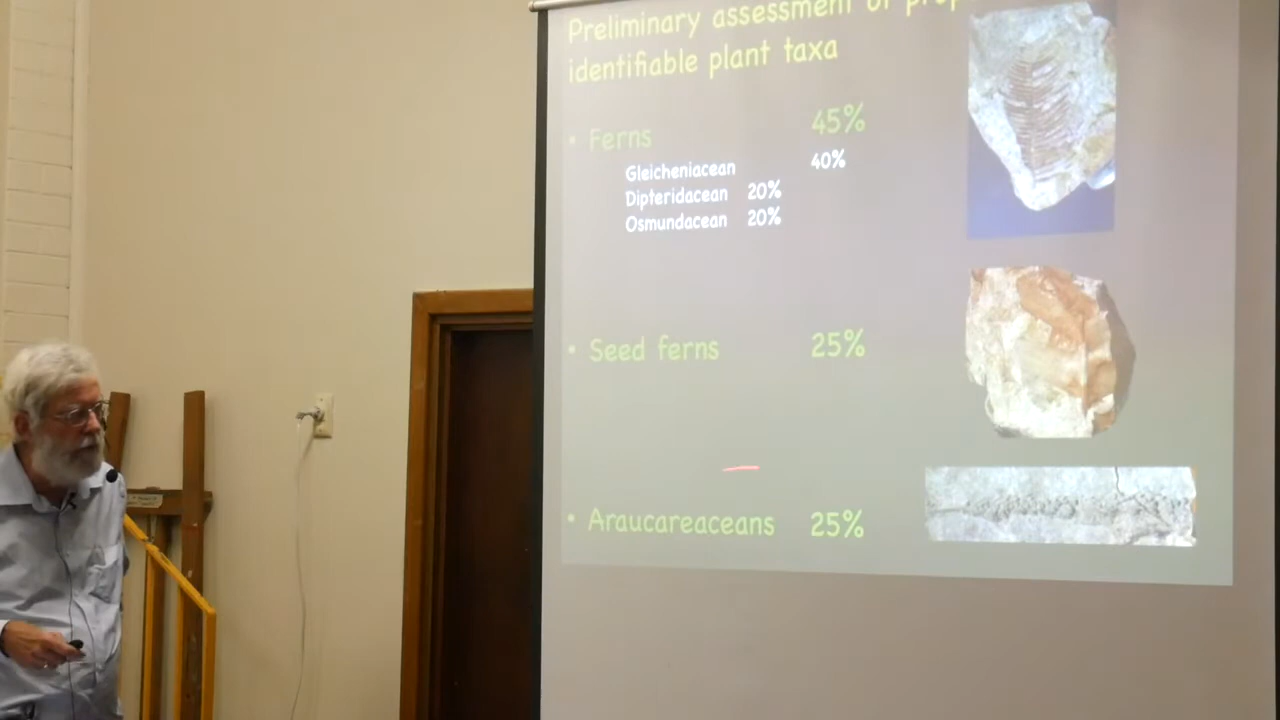 Preliminary assessment of
identifiable plant taxa
• Ferns 45%
Gleicheniacean 40%
Dipteridacean 20%
Osmundacean 20%
• Seed ferns 25%
• Araucareaceans 25%